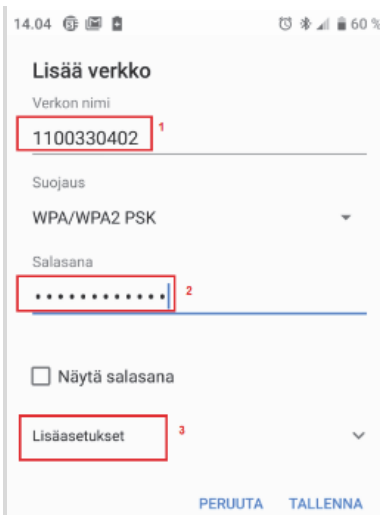 14.04 60 %
Lisää verkko
Verkon nimi
1100330402 1
Suojaus
WPA/WPA2 PSK
Salasana
•••••••••••• 2
Näytä salasana
Lisäasetukset 3
PERUUTA TALLENNA